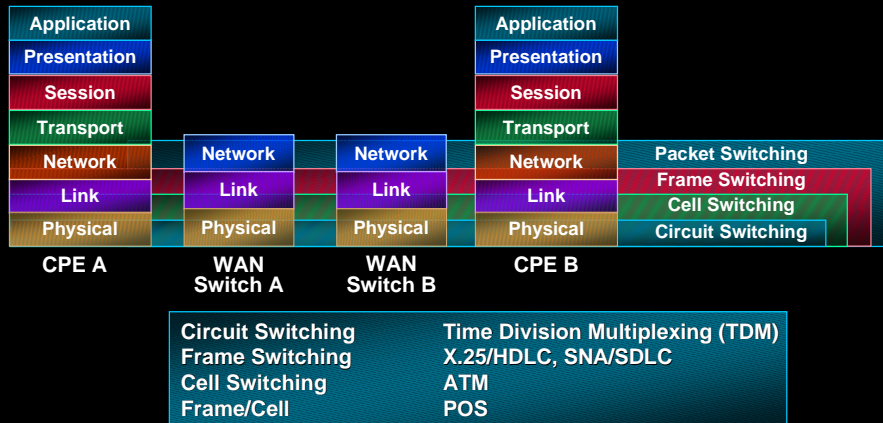 Application Application
Presentation Presentation
Session Session
Transport Transport
Network Network Network Network Packet Switching
Frame Switching
Link Link Link Link Cell Switching
Physical Physical Physical Physical Circuit Switching
CPE A WAN Switch A WAN Switch B CPE B
Circuit Switching Time Division Multiplexing (TDM)
Frame Switching X.25/HDLC, SNA/SDLC
Cell Switching ATM
Frame/Cell POS